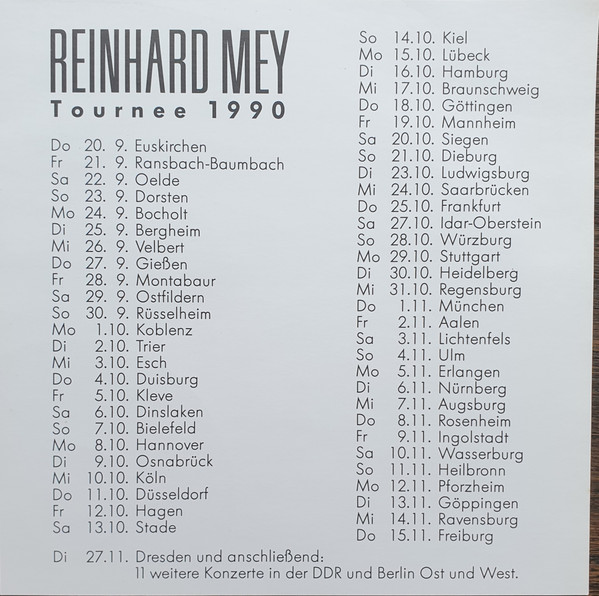 REINHARD MEY
Tournee 1990
Do 20. 9. Euskirchen
Fr 21. 9. Ransbach-Baumbach
Sa 22. 9. Oelde
So 23. 9. Dorsten
Mo 24. 9. Bocholt
Di 25. 9. Bergheim
Mi 26. 9. Velbert
Do 27. 9. Gießen
Fr 28. 9. Montabaur
Sa 29. 9. Ostfildern
So 30. 9. Rüsselheim
Mo 1.10. Koblenz
Di 2.10. Trier
Mi 3.10. Esch
Do 4.10. Duisburg
Fr 5.10. Kleve
Sa 6.10. Dinslaken
So 7.10. Bielefeld
Mo 8.10. Hannover
Di 9.10. Osnabrück
Mi 10.10. Köln
Do 11.10. Düsseldorf
Fr 12.10. Hagen
Sa 13.10. Stade
So 14.10. Kiel
Mo 15.10. Lübeck
Di 16.10. Hamburg
Mi 17.10. Braunschweig
Do 18.10. Göttingen
Fr 19.10. Mannheim
Sa 20.10. Siegen
So 21.10. Dieburg
Di 23.10. Ludwigsburg
Mi 24.10. Saarbrücken
Do 25.10. Frankfurt
Sa 27.10. Idar-Oberstein
So 28.10. Würzburg
Mo 29.10. Stuttgart
Di 30.10. Heidelberg
Mi 31.10. Regensburg
Do 1.11. München
Fr 2.11. Aalen
Sa 3.11. Lichtenfels
So 4.11. Ulm
Mo 5.11. Erlangen
Di 6.11. Nürnberg
Mi 7.11. Augsburg
Do 8.11. Rosenheim
Fr 9.11. Ingolstadt
Sa 10.11. Wasserburg
So 11.11. Heilbronn
Mo 12.11. Pforzheim
Di 13.11. Göppingen
Mi 14.11. Ravensburg
Do 15.11. Freiburg
Di 27.11. Dresden und anschließend:
11 weitere Konzerte in der DDR und Berlin Ost und West.